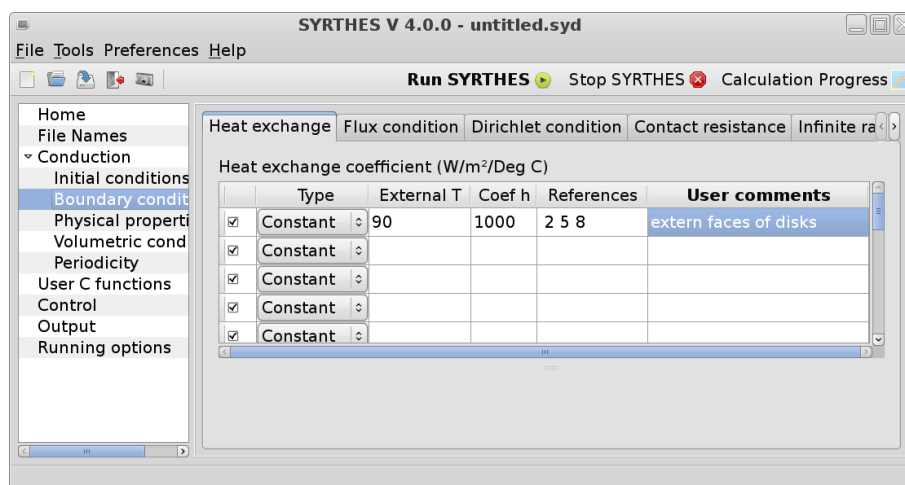 SYRTHES V 4.0.0 - untitled.syd
File Tools Preferences Help
Run SYRTHES Stop SYRTHES Calculation Progress
Home
File Names
Conduction
Initial conditions
Boundary condit
Physical properti
Volumetric cond
Periodicity
User C functions
Control
Output
Running options
Heat exchange Flux condition Dirichlet condition Contact resistance Infinite ra
Heat exchange coefficient (W/m²/Deg C)
Type External T Coef h References User comments
Constant 90 1000 2 5 8 extern faces of disks
Constant
Constant
Constant
Constant